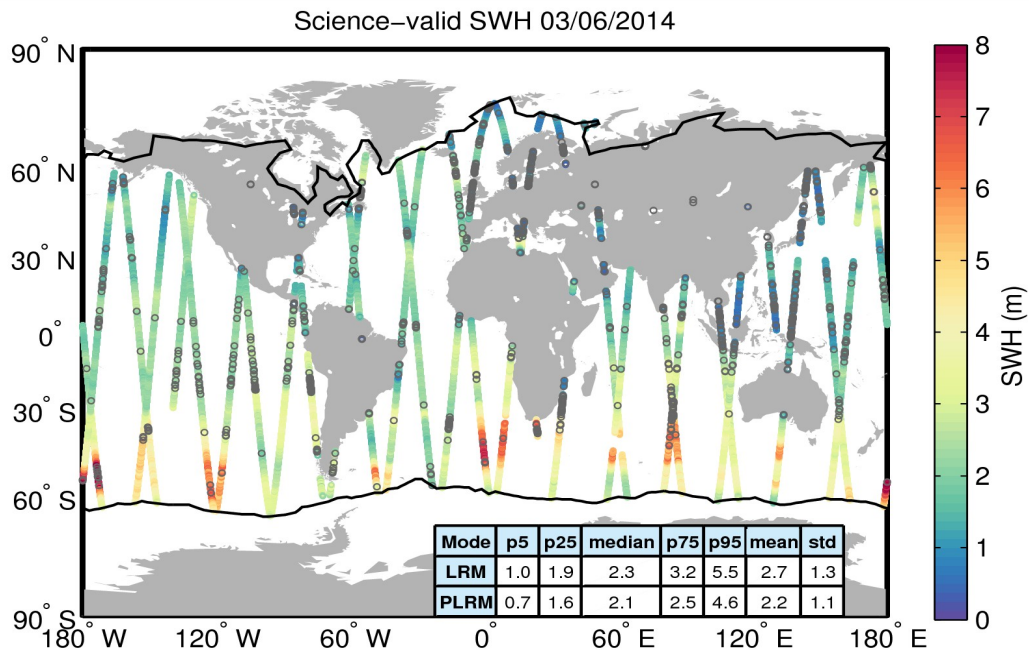 Science−valid SWH 03/06/2014
90° N
60° N
30° N
0°
30° S
60° S
90° S
180° W 120° W 60° W 0° 60° E 120° E 180° E
Mode p5 p25 median p75 p95 mean std
LRM 1.0 1.9 2.3 3.2 5.5 2.7 1.3
PLRM 0.7 1.6 2.1 2.5 4.6 2.2 1.1
8
7
6
5
4
3
2
1
0
SWH (m)